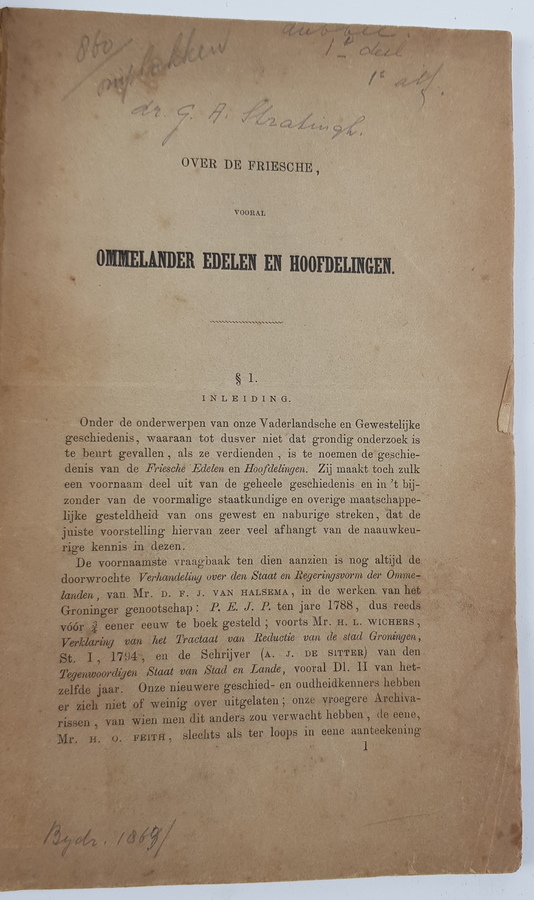 860/
omplakken
dubbel.
1e deel
1e afl.
dr. G. A. Stratingh.
OVER DE FRIESCHE,
VOORAL
OMMELANDER EDELEN EN HOOFDELINGEN.
§ 1.
INLEIDING.
Onder de onderwerpen van onze Vaderlandsche en Gewestelijke
geschiedenis, waaraan tot dusver niet dat grondig onderzoek is
te beurt gevallen, als ze verdienden, is te noemen de geschie-
denis van de Friesche Edelen en Hoofdelingen. Zij maakt toch zulk
een voornaam deel uit van de geheele geschiedenis en in 't bij-
zonder van de voormalige staatkundige en overige maatschappe-
lijke gesteldheid van ons gewest en naburige streken, dat de
juiste voorstelling hiervan zeer veel afhangt van de naauwkeu-
rige kennis in dezen.
De voornaamste vraagbaak ten dien aanzien is nog altijd de
doorwrochte Verhandeling over den Staat en Regeringsvorm der Omme-
landen, van Mr. D. F. J. VAN HALSEMA, in de werken van het
Groninger genootschap: P. E. J. P. ten jare 1788, dus reeds
vóór ¾ eener eeuw te boek gesteld; voorts Mr. H. L. WICHERS,
Verklaring van het Tractaat van Reductie van de stad Groningen,
St. I, 1794, en de Schrijver (A. J. DE SITTER) van den
Tegenwoordigen Staat van Stad en Lande, vooral Dl. II van het-
zelfde jaar. Onze nieuwere geschied- en oudheidkenners hebben
er zich niet of weinig over uitgelaten; onze vroegere Archiva-
rissen, van wien men dit anders zou verwacht hebben, de eene,
Mr. H. O. FEITH, slechts als ter loops in eene aanteekening
1
Bydr. 186